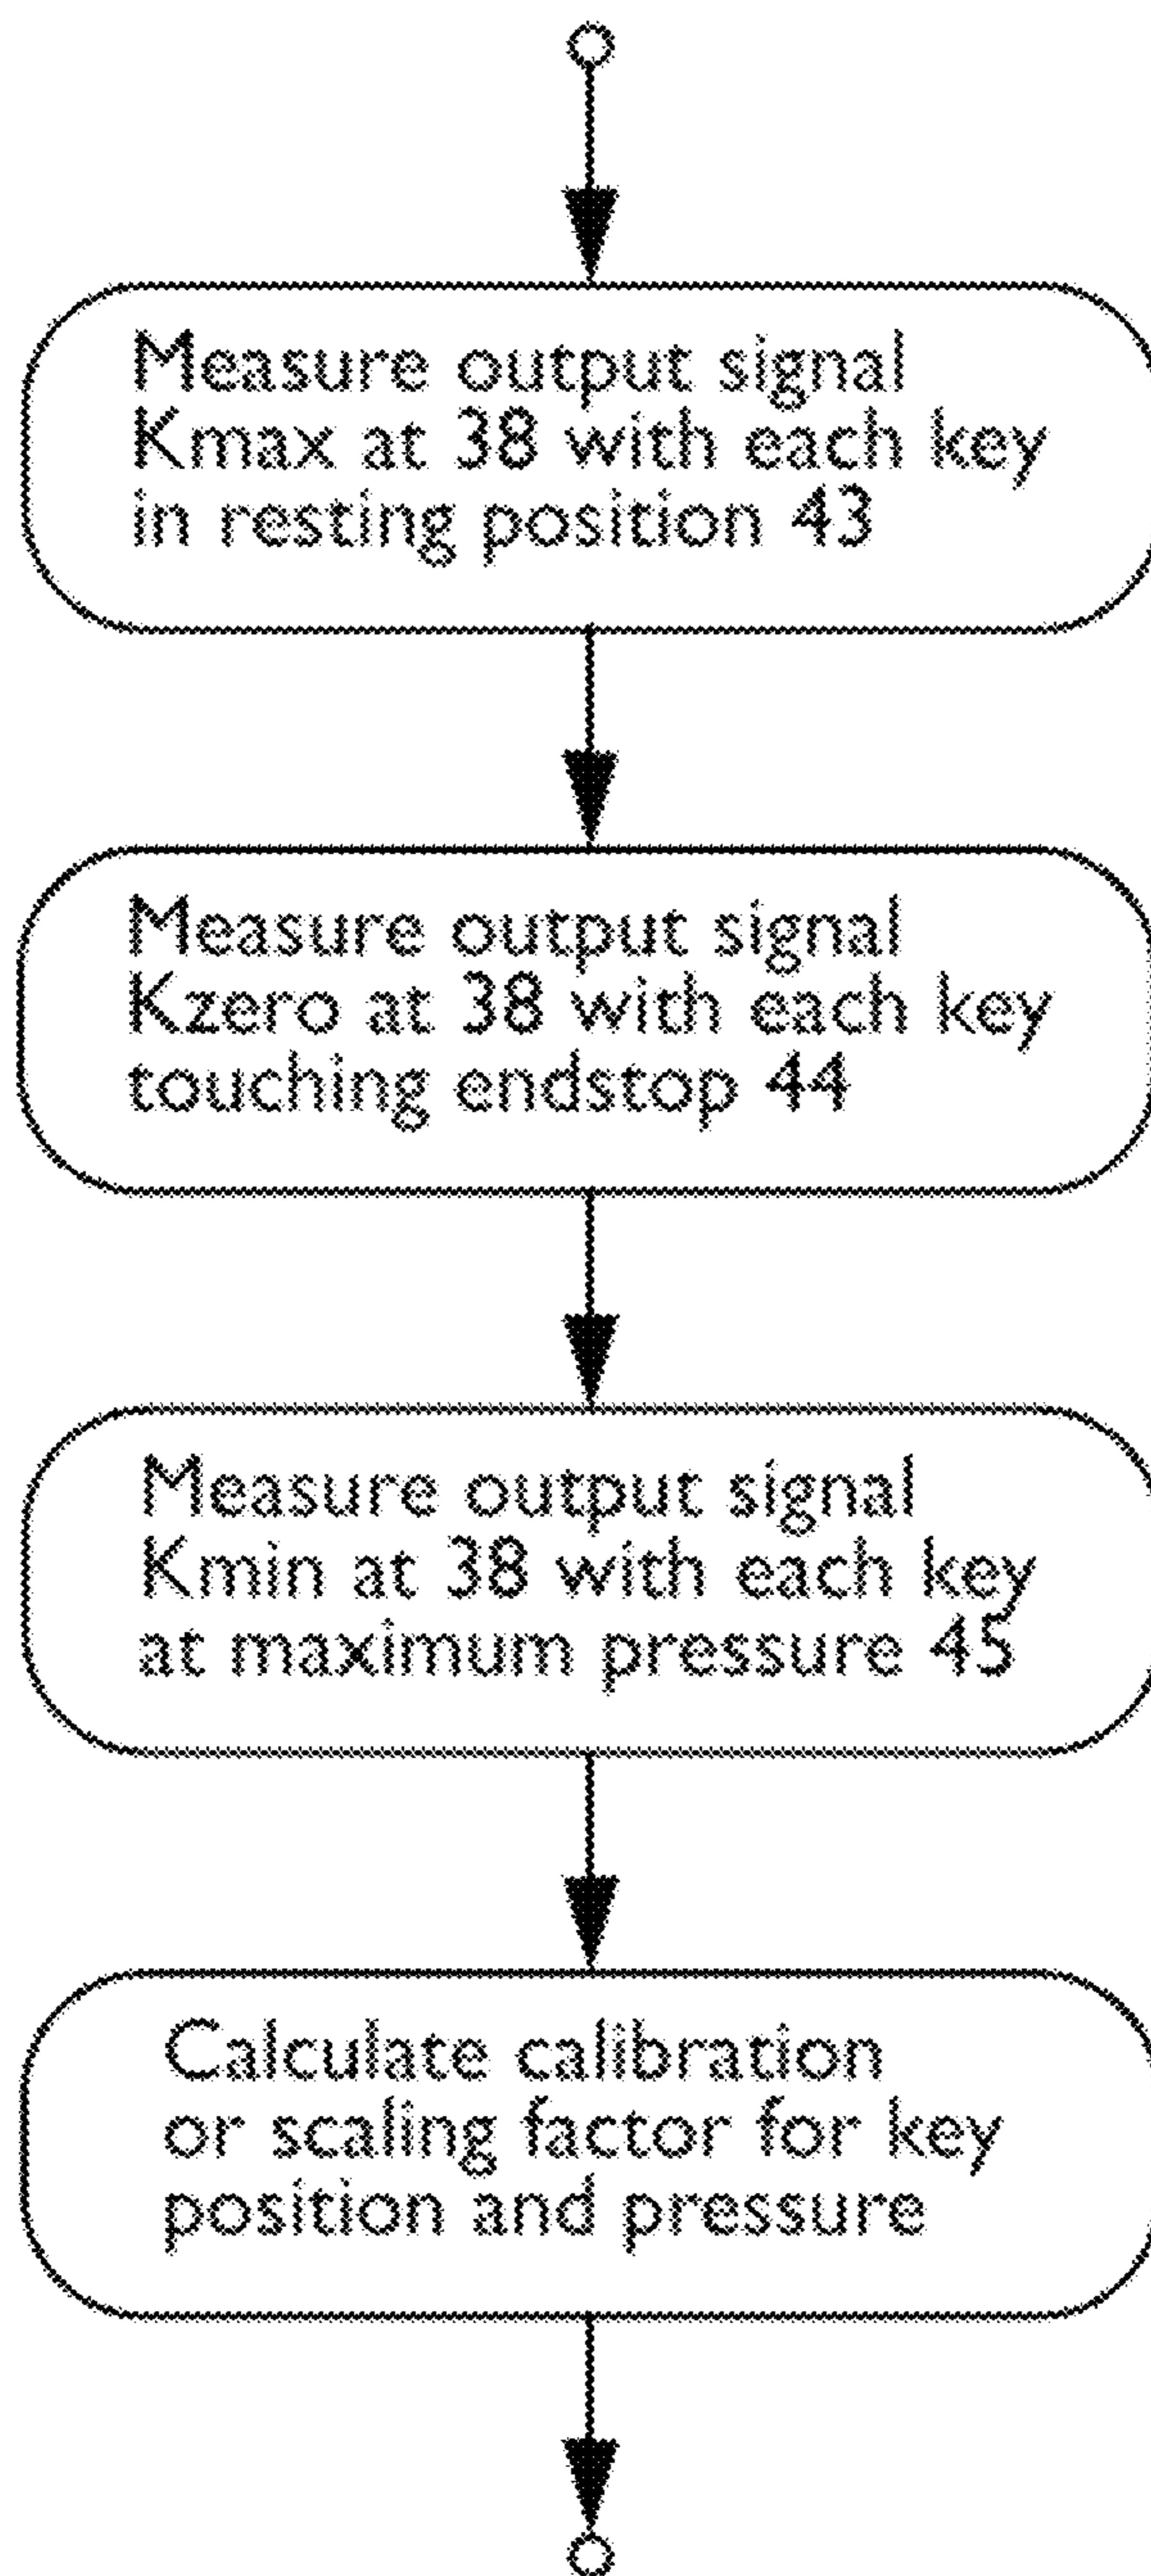 Measure output signal
Kmax at 38 with each key
in resting position 43
Measure output signal
Kzero at 38 with each key
touching endstop 44
Measure output signal
Kmin at 38 with each key
at maximum pressure 45
Calculate calibration
or scaling factor for key
position and pressure